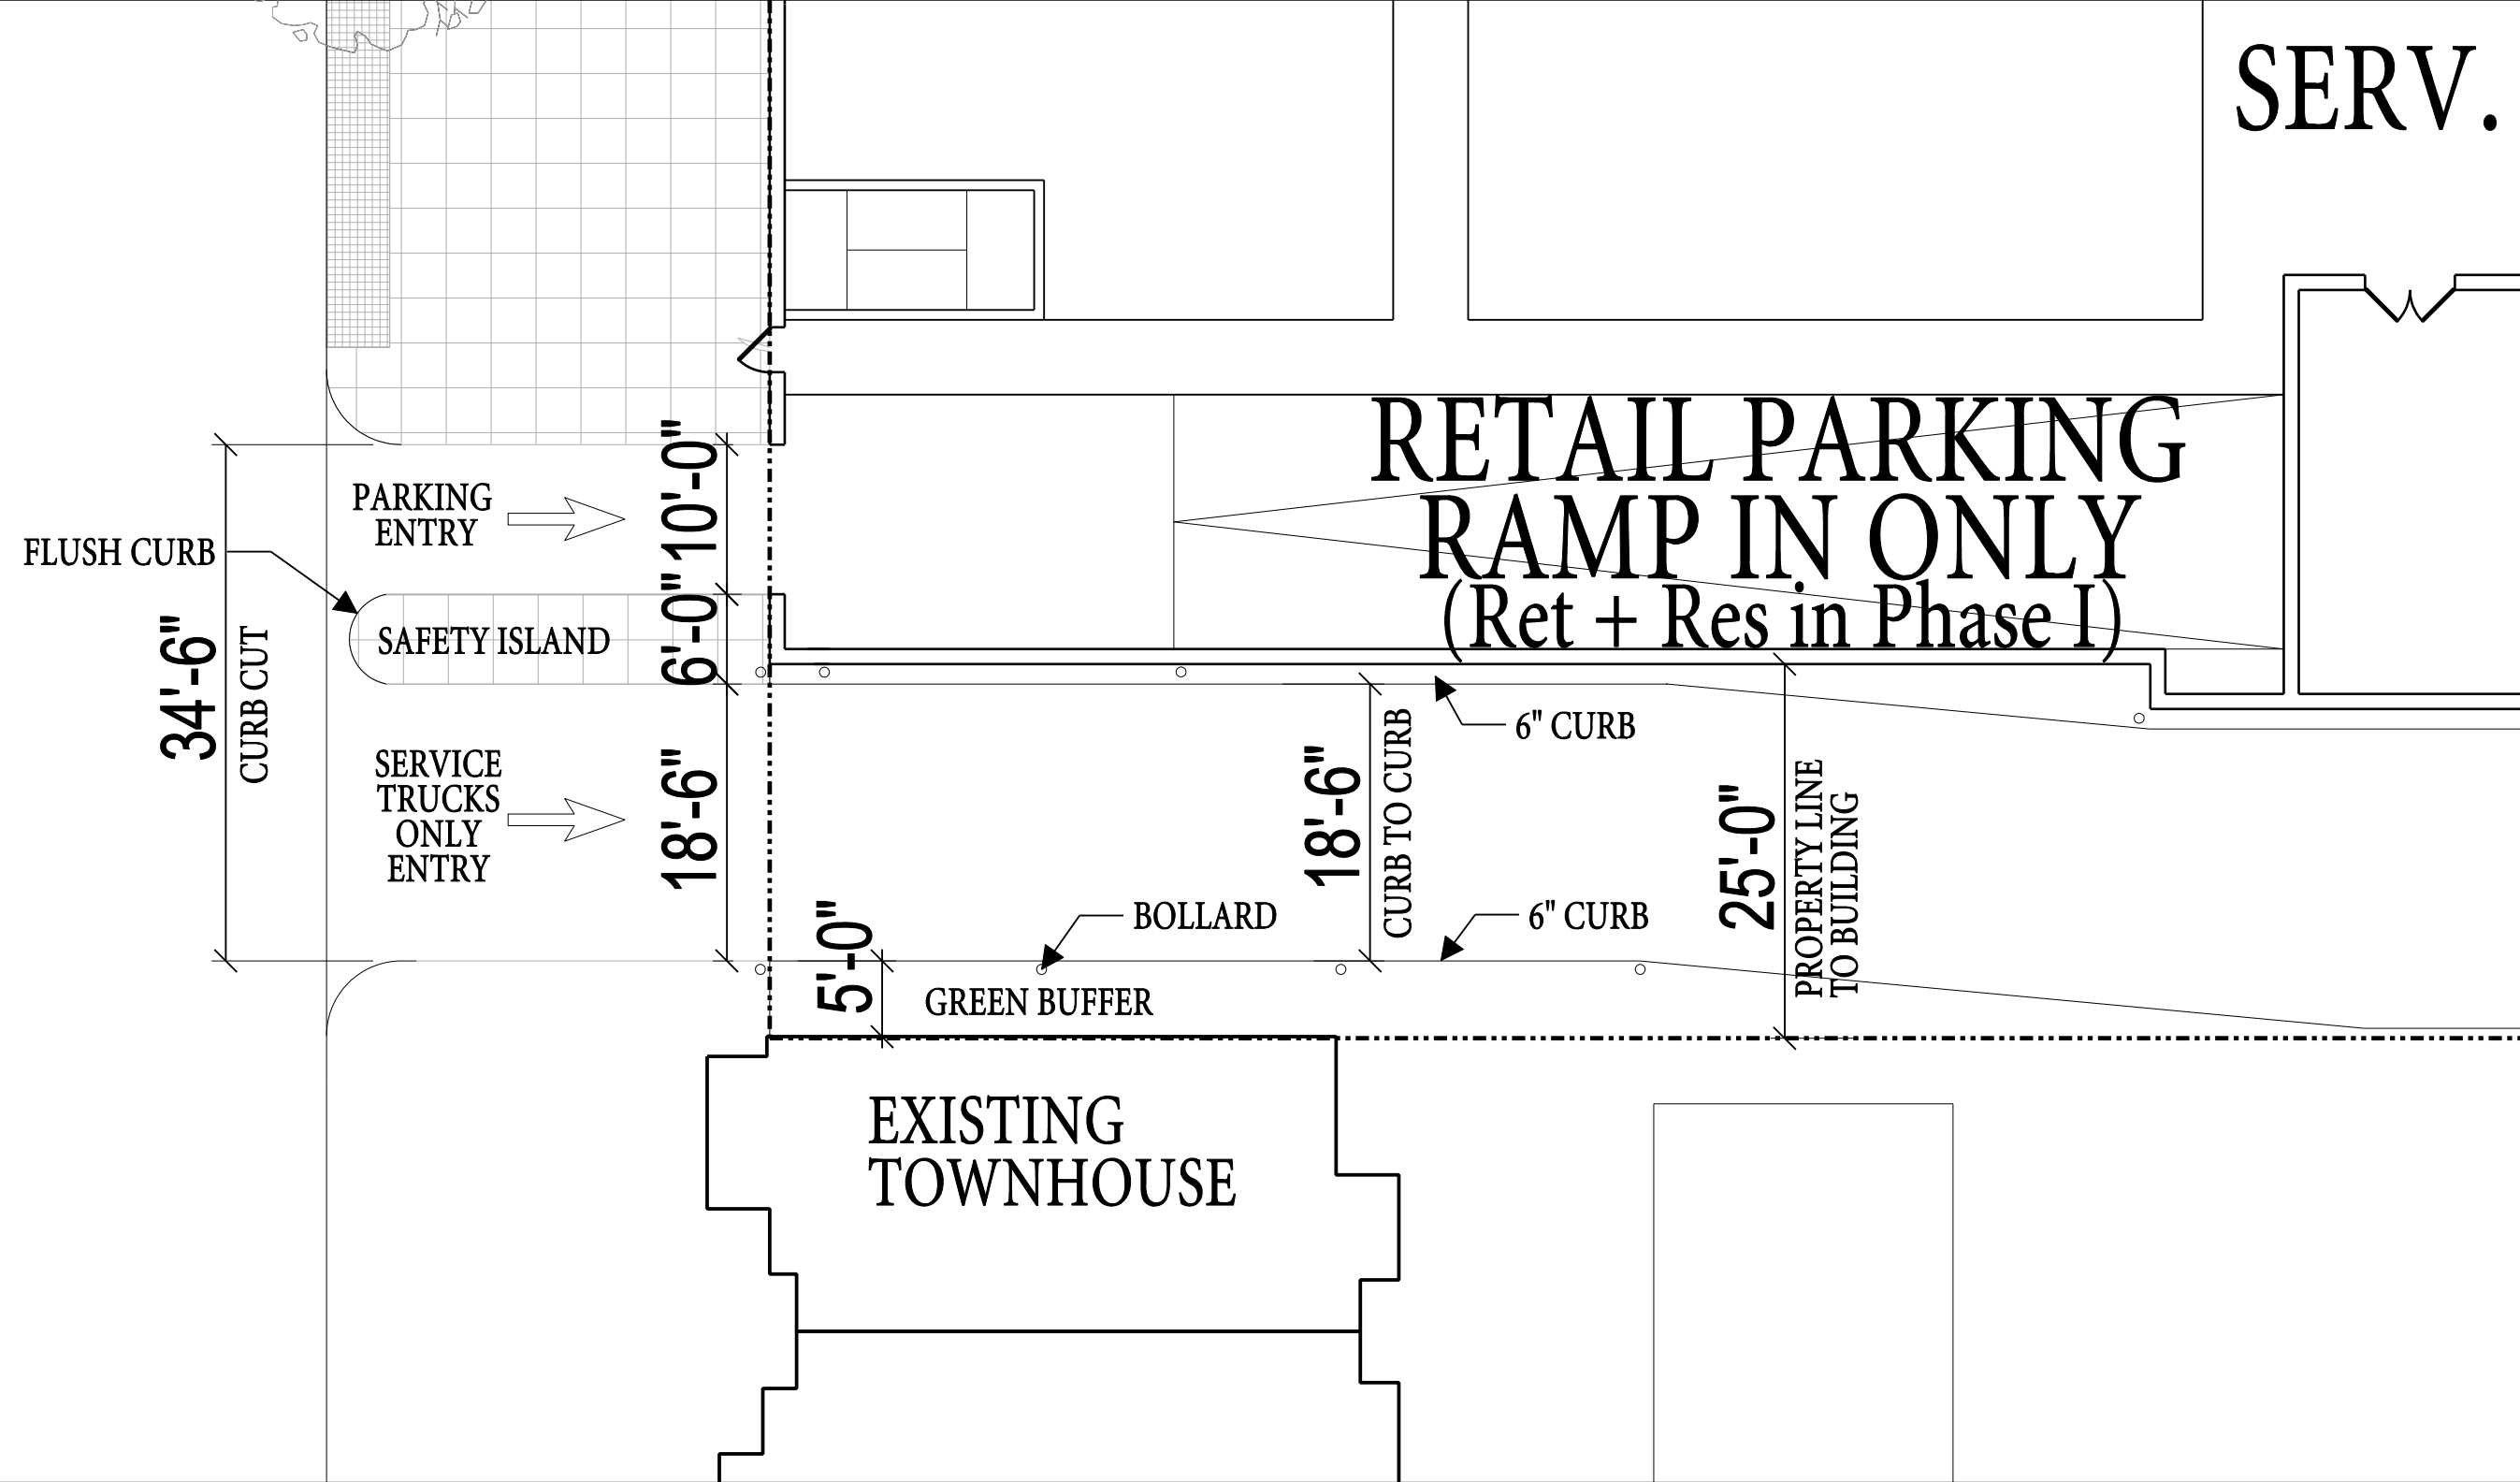 SERV.
RETAIL PARKING
RAMP IN ONLY
(Ret + Res in Phase I)
10'-0"
PARKING
ENTRY
FLUSH CURB
6'-0"
SAFETY ISLAND
34'-6"
CURB CUT
SERVICE
TRUCKS
ONLY
ENTRY
18'-6"
6" CURB
18'-6"
CURB TO CURB
25'-0"
PROPERTY LINE
TO BUILDING
BOLLARD
6" CURB
5'-0"
GREEN BUFFER
EXISTING
TOWNHOUSE